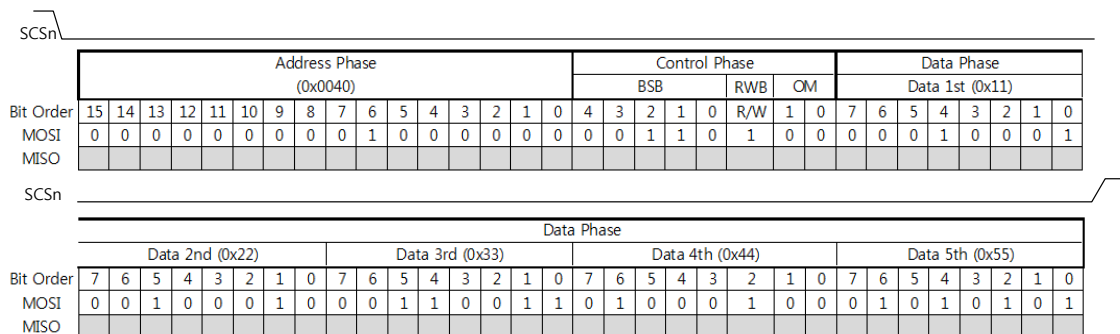 SCSn
Address Phase Control Phase Data Phase
(0x0040) BSB RWB OM Data 1st (0x11)
Bit Order 15 14 13 12 11 10 9 8 7 6 5 4 3 2 1 0 4 3 2 1 0 R/W 1 0 7 6 5 4 3 2 1 0
MOSI 0 0 0 0 0 0 0 0 0 1 0 0 0 0 0 0 0 0 1 1 0 1 0 0 0 0 0 1 0 0 0 1
MISO
SCSn
Data Phase
Data 2nd (0x22) Data 3rd (0x33) Data 4th (0x44) Data 5th (0x55)
Bit Order 7 6 5 4 3 2 1 0 7 6 5 4 3 2 1 0 7 6 5 4 3 2 1 0 7 6 5 4 3 2 1 0
MOSI 0 0 1 0 0 0 1 0 0 0 1 1 0 0 1 1 0 1 0 0 0 1 0 0 0 1 0 1 0 1 0 1
MISO